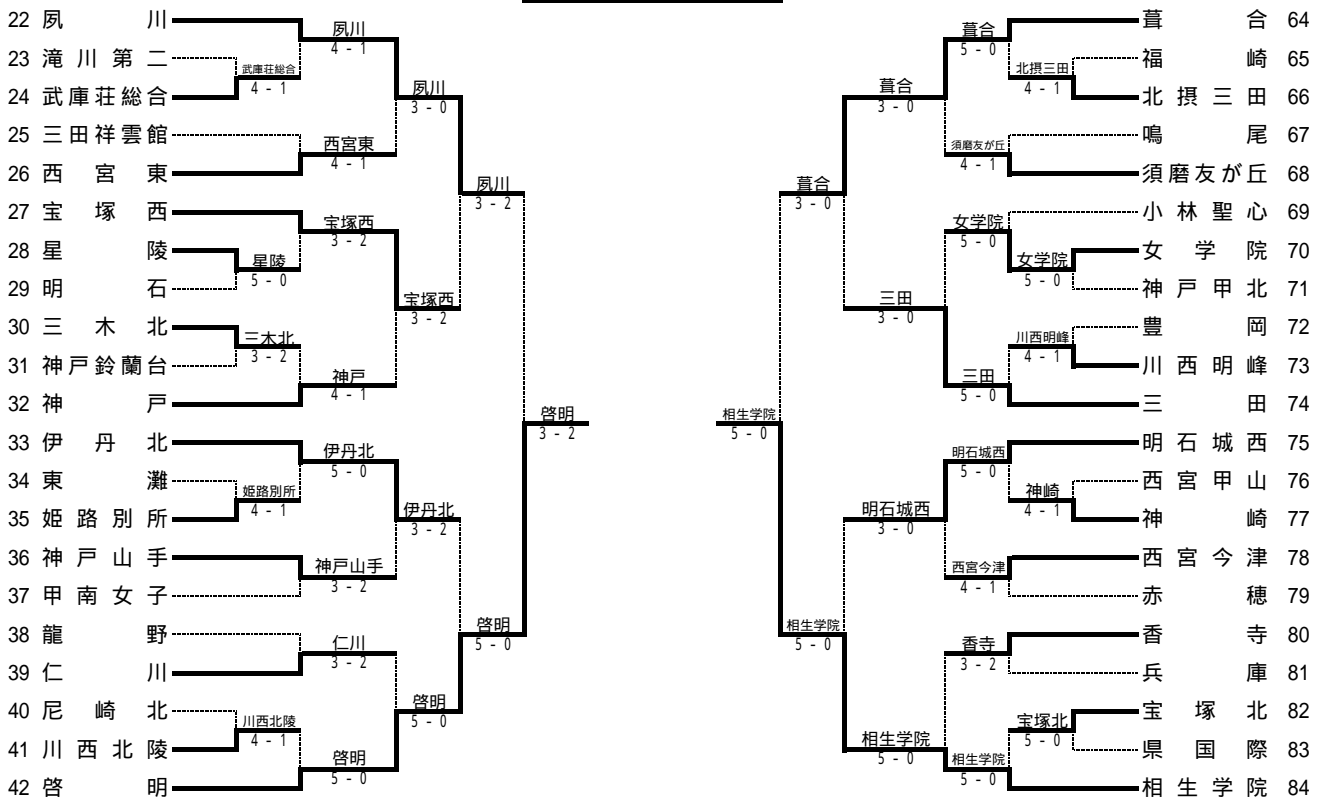 22 夙川
23 滝川第二
24 武庫荘総合
25 三田祥雲館
26 西宮東
27 宝塚西
28 星陵
29 明石
30 三木北
31 神戸鈴蘭台
32 神戸
33 伊丹北
34 東灘
35 姫路別所
36 神戸山手
37 甲南女子
38 龍野
39 仁川
40 尼崎北
41 川西北陵
42 啓明
武庫荘総合
4 - 1
星陵
5 - 0
三木北
3 - 2
姫路別所
4 - 1
川西北陵
4 - 1
夙川
4 - 1
西宮東
4 - 1
宝塚西
3 - 2
神戸
4 - 1
伊丹北
5 - 0
神戸山手
3 - 2
仁川
3 - 2
啓明
5 - 0
夙川
3 - 0
宝塚西
3 - 2
伊丹北
3 - 2
啓明
5 - 0
夙川
3 - 2
啓明
5 - 0
啓明
3 - 2
相生学院
5 - 0
葺合
3 - 0
相生学院
5 - 0
葺合
3 - 0
三田
3 - 0
明石城西
3 - 0
相生学院
5 - 0
葺合
5 - 0
須磨友が丘
4 - 1
女学院
5 - 0
三田
5 - 0
明石城西
5 - 0
西宮今津
4 - 1
香寺
3 - 2
相生学院
5 - 0
北摂三田
4 - 1
女学院
5 - 0
川西明峰
4 - 1
神崎
4 - 1
宝塚北
5 - 0
葺合 64
福崎 65
北摂三田 66
鳴尾 67
須磨友が丘 68
小林聖心 69
女学院 70
神戸甲北 71
豊岡 72
川西明峰 73
三田 74
明石城西 75
西宮甲山 76
神崎 77
西宮今津 78
赤穂 79
香寺 80
兵庫 81
宝塚北 82
県国際 83
相生学院 84